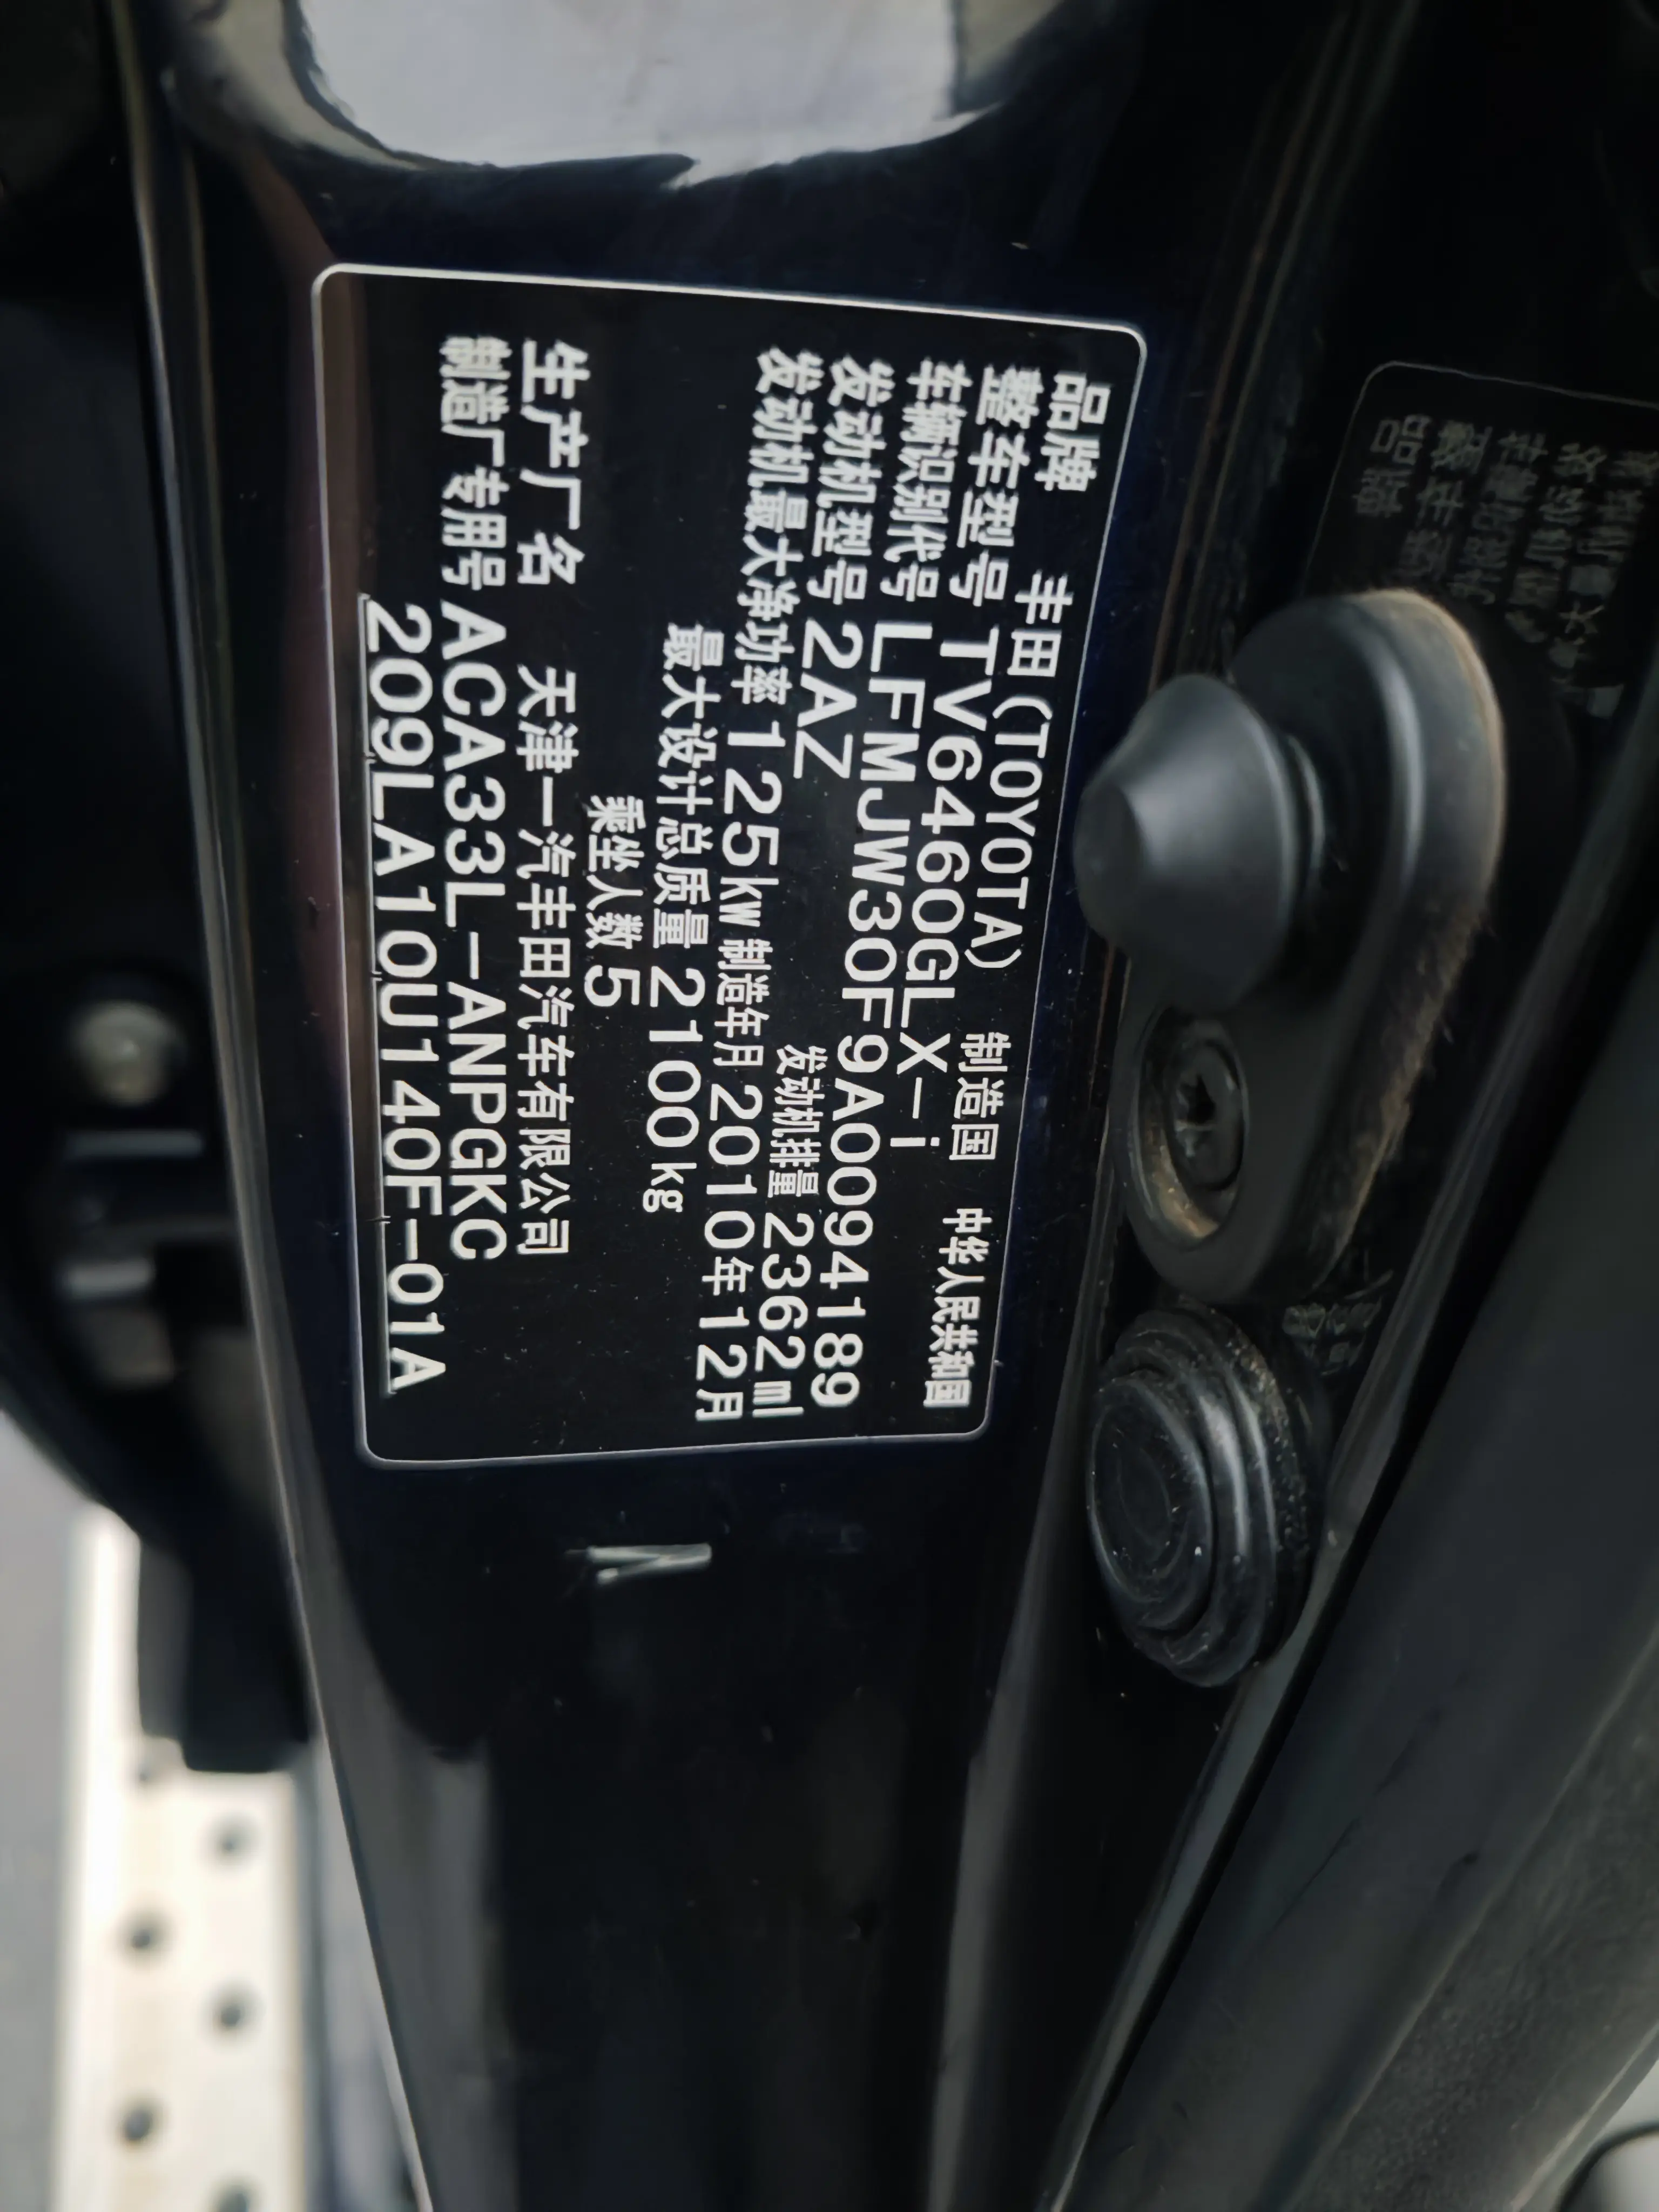 品牌 丰田(TOYOTA) 制造国 中华人民共和国
整车型号 TV6460GLX-i
车辆识别代号 LFMJW30F9A0094189
发动机型号 2AZ 发动机排量 2362ml
发动机最大净功率 125kW 制造年月 2010年12月
最大设计总质量 2100kg
乘坐人数 5
生产厂名 天津一汽丰田汽车有限公司
制造厂专用号 ACA33L-ANPGKC
209LA10U140F-01A